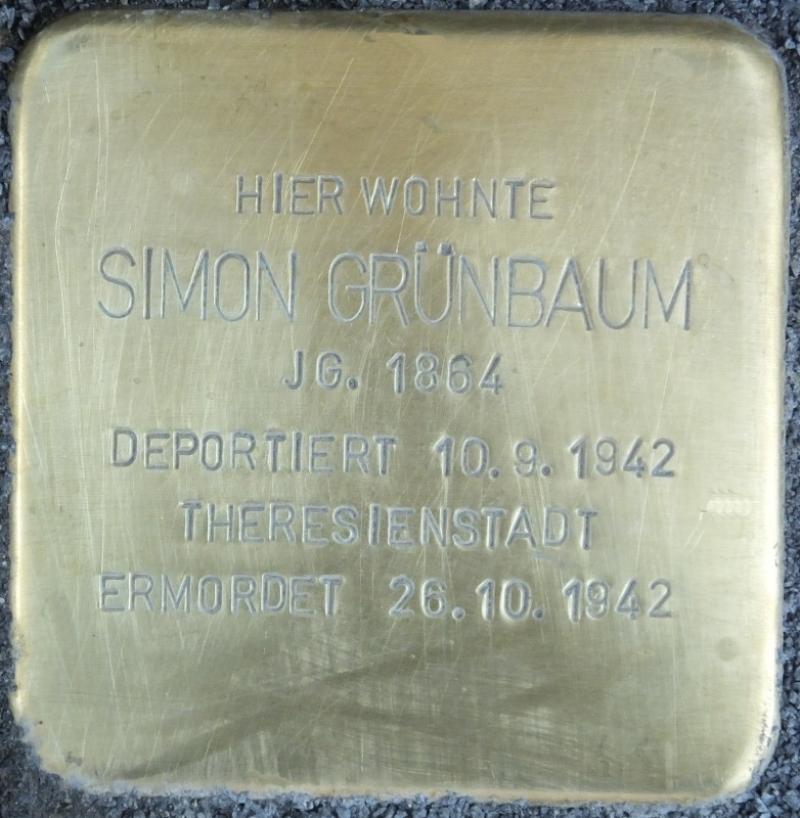 HIER WOHNTE
SIMON GRÜNBAUM
JG. 1864
DEPORTIERT 10.9.1942
THERESIENSTADT
ERMORDET 26.10.1942